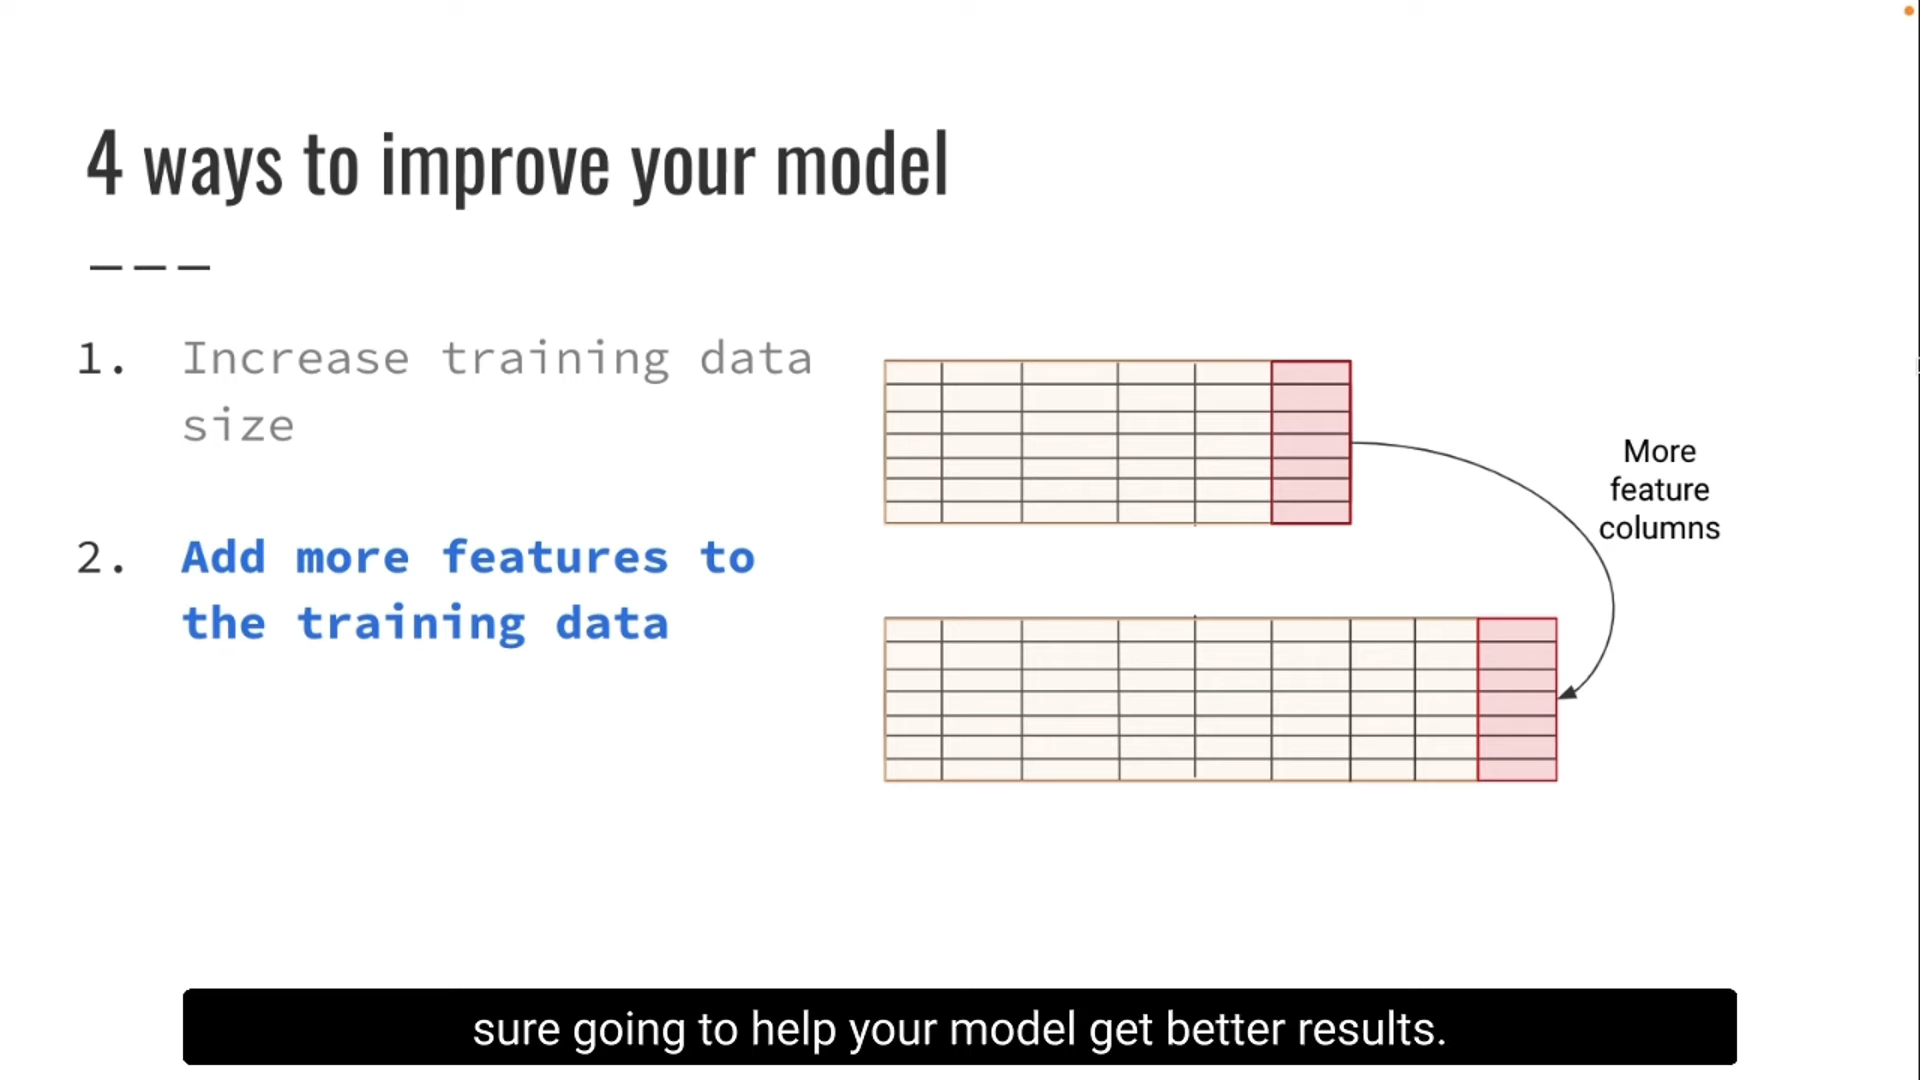 4 ways to improve your model
1. Increase training data
size
2. Add more features to
the training data
More
feature
columns
sure going to help your model get better results.